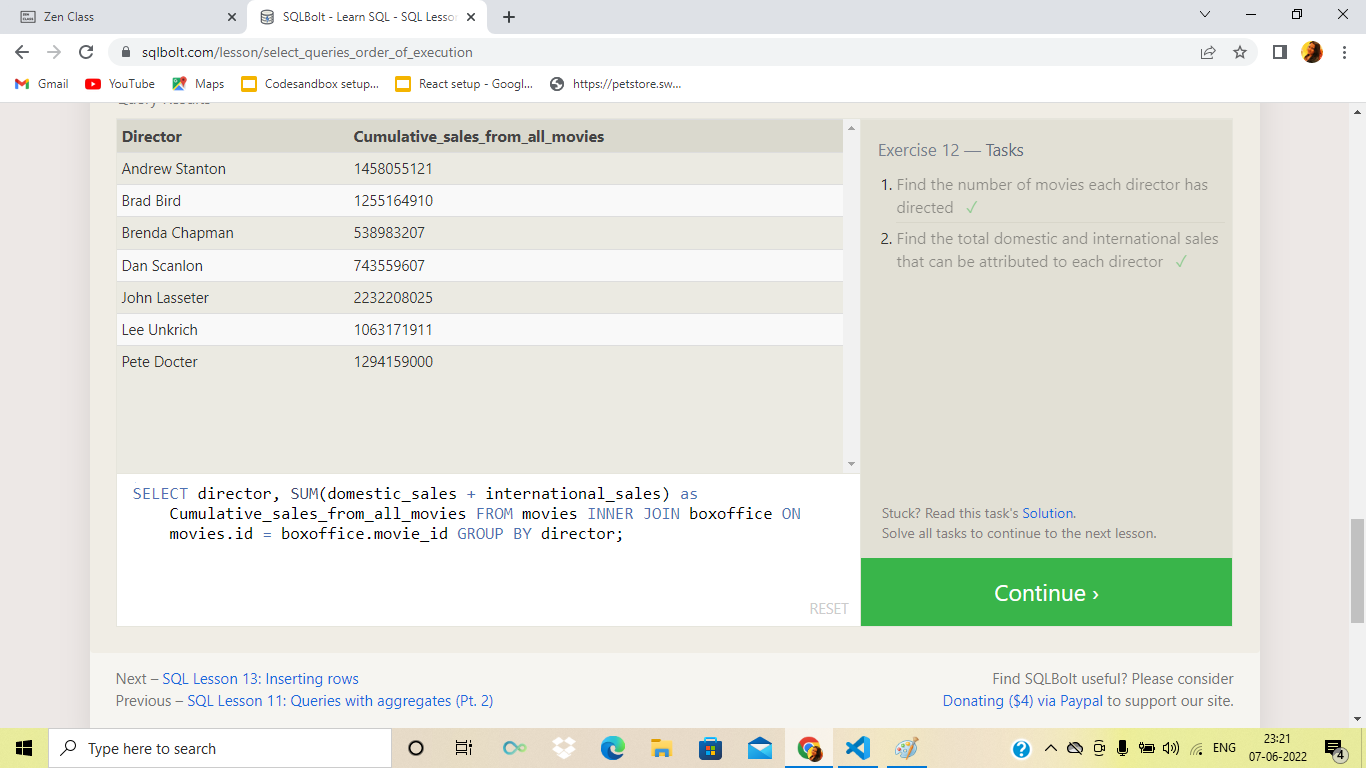 Zen Class
SQLBolt - Learn SQL - SQL Lesson
sqlbolt.com/lesson/select_queries_order_of_execution
Gmail YouTube Maps Codesandbox setup... React setup - Googl... https://petstore.sw...
Query Results
Director Cumulative_sales_from_all_movies
Andrew Stanton 1458055121
Brad Bird 1255164910
Brenda Chapman 538983207
Dan Scanlon 743559607
John Lasseter 2232208025
Lee Unkrich 1063171911
Pete Docter 1294159000
SELECT director, SUM(domestic_sales + international_sales) as
Cumulative_sales_from_all_movies FROM movies INNER JOIN boxoffice ON
movies.id = boxoffice.movie_id GROUP BY director;
RESET
Exercise 12 — Tasks
1. Find the number of movies each director has
directed ✓
2. Find the total domestic and international sales
that can be attributed to each director ✓
Stuck? Read this task's Solution.
Solve all tasks to continue to the next lesson.
Continue ›
Next – SQL Lesson 13: Inserting rows
Previous – SQL Lesson 11: Queries with aggregates (Pt. 2)
Find SQLBolt useful? Please consider
Donating ($4) via Paypal to support our site.
Type here to search
ENG
23:21
07-06-2022
4